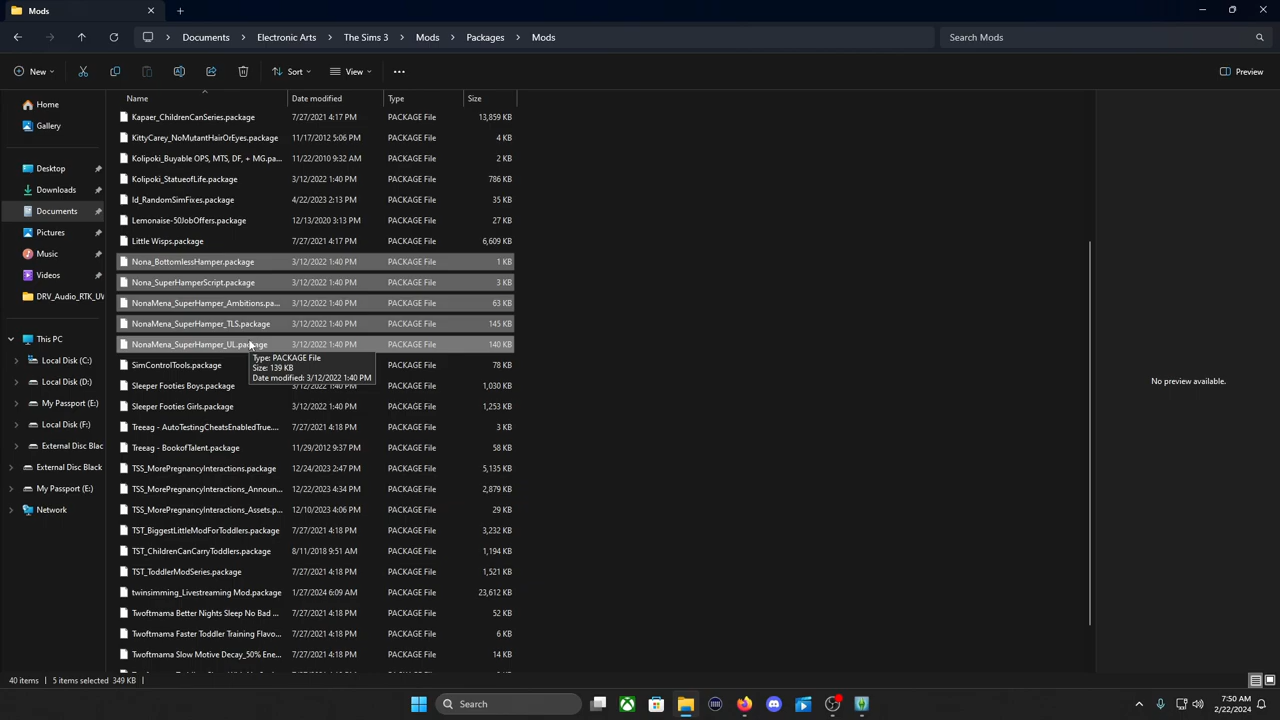 Mods
Documents > Electronic Arts > The Sims 3 > Mods > Packages > Mods
Search Mods
New
Sort
View
Preview
Home
Gallery
Desktop
Downloads
Documents
Pictures
Music
Videos
DRV_Audio_RTK_UW
This PC
Local Disk (C:)
Local Disk (D:)
My Passport (E:)
Local Disk (F:)
External Disc Blac
External Disc Black
My Passport (E:)
Network
Name Date modified Type Size
Kapaer_ChildrenCanSeries.package 7/27/2021 4:17 PM PACKAGE File 13,859 KB
KittyCarey_NoMutantHairOrEyes.package 11/17/2012 5:06 PM PACKAGE File 4 KB
Kolipoki_Buyable OPS, MTS, DF, + MG.pa... 11/22/2010 9:32 AM PACKAGE File 2 KB
Kolipoki_StatueofLife.package 3/12/2022 1:40 PM PACKAGE File 786 KB
ld_RandomSimFixes.package 4/22/2023 2:13 PM PACKAGE File 35 KB
Lemonaise-50JobOffers.package 12/13/2020 3:13 PM PACKAGE File 27 KB
Little Wisps.package 7/27/2021 4:17 PM PACKAGE File 6,609 KB
Nona_BottomlessHamper.package 3/12/2022 1:40 PM PACKAGE File 1 KB
Nona_SuperHamperScript.package 3/12/2022 1:40 PM PACKAGE File 3 KB
NonaMena_SuperHamper_Ambitions.pa... 3/12/2022 1:40 PM PACKAGE File 63 KB
NonaMena_SuperHamper_TLS.package 3/12/2022 1:40 PM PACKAGE File 145 KB
NonaMena_SuperHamper_UL.package 3/12/2022 1:40 PM PACKAGE File 140 KB
Type: PACKAGE File
Size: 139 KB
Date modified: 3/12/2022 1:40 PM
SimControlTools.package PACKAGE File 78 KB
Sleeper Footies Boys.package 3/12/2022 1:40 PM PACKAGE File 1,030 KB
Sleeper Footies Girls.package 3/12/2022 1:40 PM PACKAGE File 1,253 KB
Treeag - AutoTestingCheatsEnabledTrue.... 7/27/2021 4:18 PM PACKAGE File 3 KB
Treeag - BookofTalent.package 11/29/2012 9:37 PM PACKAGE File 58 KB
TSS_MorePregnancyInteractions.package 12/24/2023 2:47 PM PACKAGE File 5,135 KB
TSS_MorePregnancyInteractions_Announ... 12/22/2023 4:34 PM PACKAGE File 2,879 KB
TSS_MorePregnancyInteractions_Assets.p... 12/10/2023 4:06 PM PACKAGE File 29 KB
TST_BiggestLittleModForToddlers.package 7/27/2021 4:18 PM PACKAGE File 3,232 KB
TST_ChildrenCanCarryToddlers.package 8/11/2018 9:51 AM PACKAGE File 1,194 KB
TST_ToddlerModSeries.package 7/27/2021 4:18 PM PACKAGE File 1,521 KB
twinsimming_Livestreaming Mod.package 1/27/2024 6:09 AM PACKAGE File 23,612 KB
Twoftmama Better Nights Sleep No Bad ... 7/27/2021 4:18 PM PACKAGE File 52 KB
Twoftmama Faster Toddler Training Flavo... 7/27/2021 4:18 PM PACKAGE File 6 KB
Twoftmama Slow Motive Decay_50% Ene... 7/27/2021 4:18 PM PACKAGE File 14 KB
No preview available.
40 items 5 items selected 349 KB
Search
7:50 AM
2/22/2024